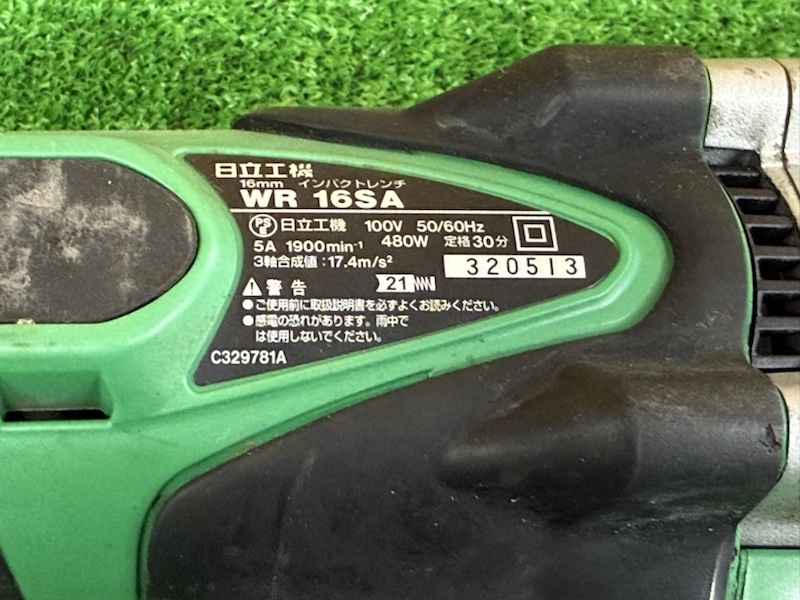 日立工機
16mm インパクトレンチ
WR 16SA
PSE 日立工機 100V 50/60Hz
5A 1900min⁻¹ 480W 定格30分
3軸合成値:17.4m/s²
320513
警告 21
●ご使用前に取扱説明書を必ずよくお読みください。
●感電の恐れがあります。雨中で
は使用しないでください。
C329781A